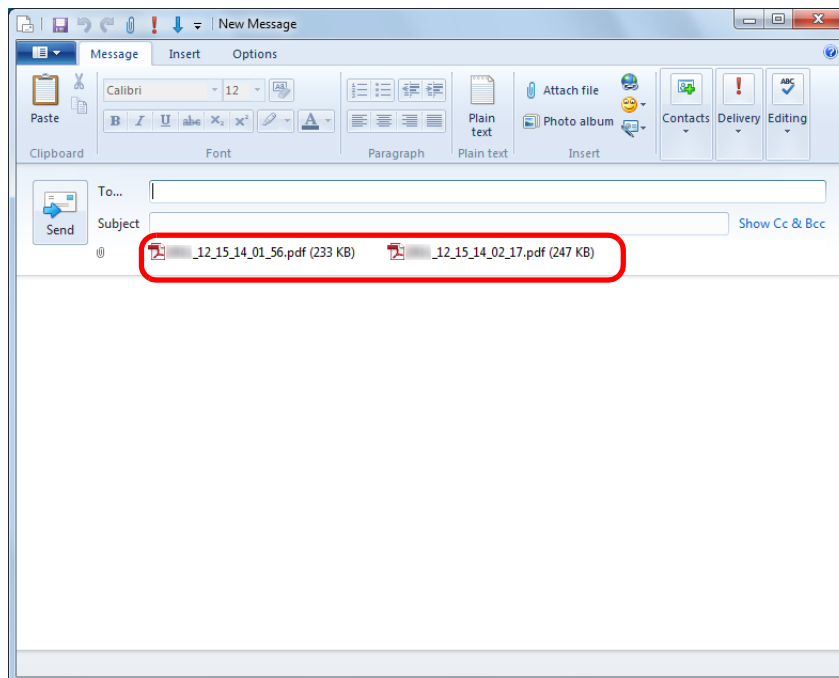 New Message
Message Insert Options
Calibri 12 ABC
Paste
B I U abc X₂ X² A
Plain text
Attach file
Photo album
Contacts Delivery Editing
Clipboard Font Paragraph Plain text Insert
To...
Send
Subject Show Cc & Bcc
_12_15_14_01_56.pdf (233 KB) _12_15_14_02_17.pdf (247 KB)